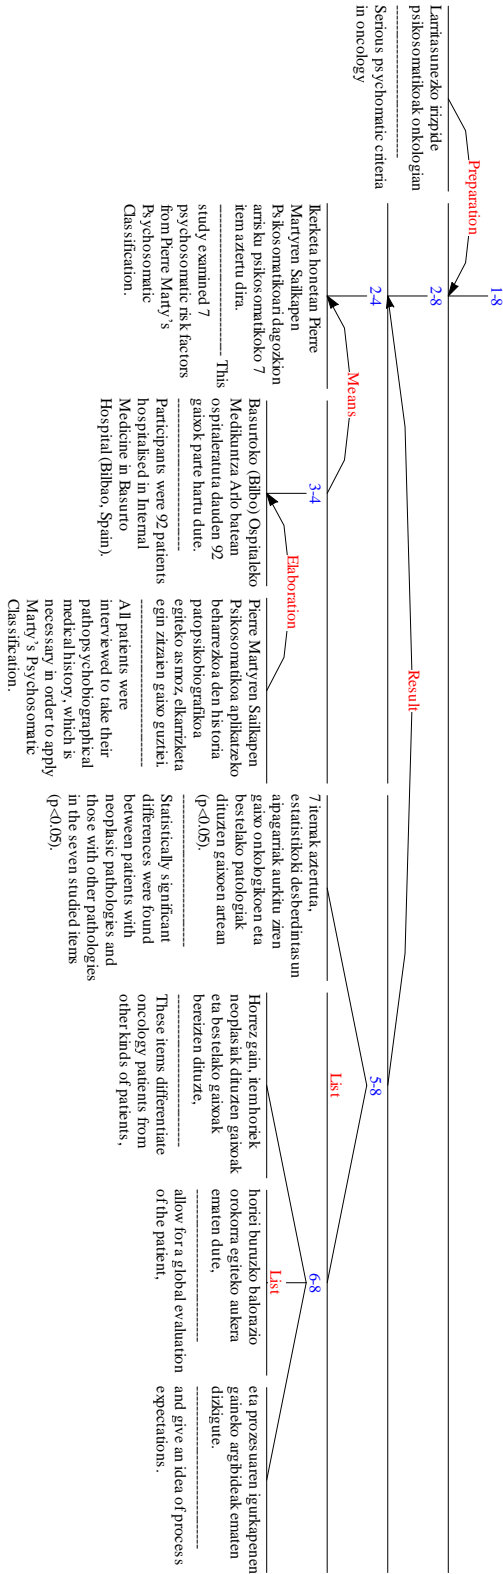 1-8
Preparation
2-8
Result
2-4
Means
3-4
Elaboration
5-8
List
6-8
List
Larritasunezko irizpide
psikosomatikoak onkologian
Serious psychomatic criteria
in oncology
Ikerketa honetan Pierre
Martyren Sailkapen
Psikosomatikoari dagozkion
arrisku psikosomatikoko 7
item aztertu dira.
This
study examined 7
psychosomatic risk factors
from Pierre Marty's
Psychosomatic
Classification.
Basurtoko (Bilbo) Ospitaleko
Medikuntza Arlo batean
ospitaleratuta dauden 92
gaixok parte hartu dute.
Participants were 92 patients
hospitalised in Internal
Medicine in Basurto
Hospital (Bilbao, Spain).
Pierre Martyren Sailkapen
Psikosomatikoa aplikatzeko
beharrezkoa den historia
patopsikobiografikoa
egiteko asmoz, elkarrizketa
egin zitzaien gaixo guztiei.
All patients were
interviewed to take their
pathopsychobiographical
medical history, which is
necessary in order to apply
Marty's Psychosomatic
Classification.
7 itemak aztertuta,
estatistikoki desberdintasun
aipagarriak aurkitu ziren
gaixo onkologikoen eta
bestelako patologiak
dituzten gaixoen artean
(p<0.05).
Statistically significant
differences were found
between patients with
neoplasic pathologies and
those with other pathologies
in the seven studied items
(p<0.05).
Horrez gain, item horiek
neoplasiak dituzten gaixoak
eta bestelako gaixoak
bereizten dituzte,
These items differentiate
oncology patients from
other kinds of patients,
horiei buruzko balorazio
orokorra egiteko aukera
ematen dute,
allow for a global evaluation
of the patient,
eta prozesuaren igurkapenen
gaineko argibideak ematen
dizkigute.
and give an idea of process
expectations.